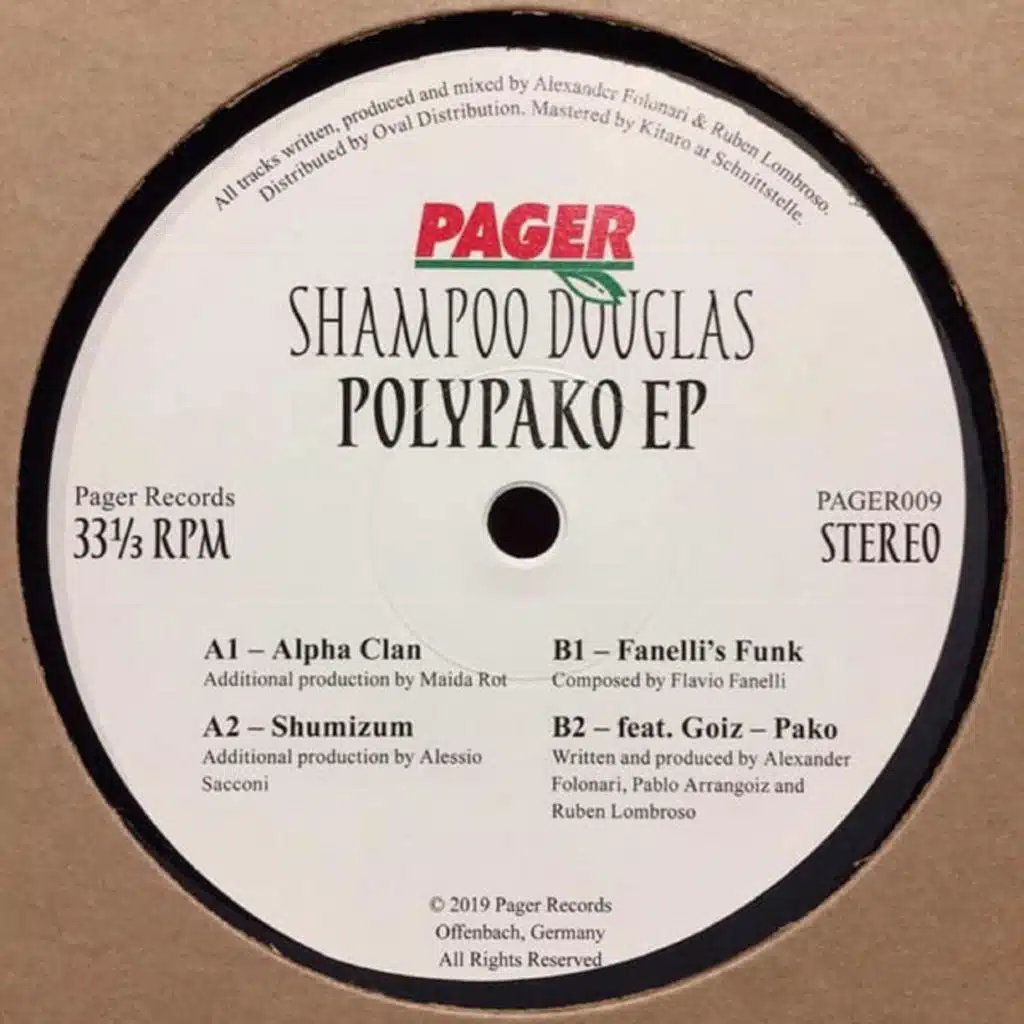 All tracks written, produced and mixed by Alexander Folonari & Ruben Lombroso.
Distributed by Oval Distribution. Mastered by Kitaro at Schnittstelle.
PAGER
SHAMPOO DOUGLAS
POLYPAKO EP
Pager Records
33⅓ RPM
PAGER009
STEREO
A1 – Alpha Clan
Additional production by Maida Rot
A2 – Shumizum
Additional production by Alessio
Sacconi
B1 – Fanelli's Funk
Composed by Flavio Fanelli
B2 – feat. Goiz – Pako
Written and produced by Alexander
Folonari, Pablo Arrangoiz and
Ruben Lombroso
© 2019 Pager Records
Offenbach, Germany
All Rights Reserved